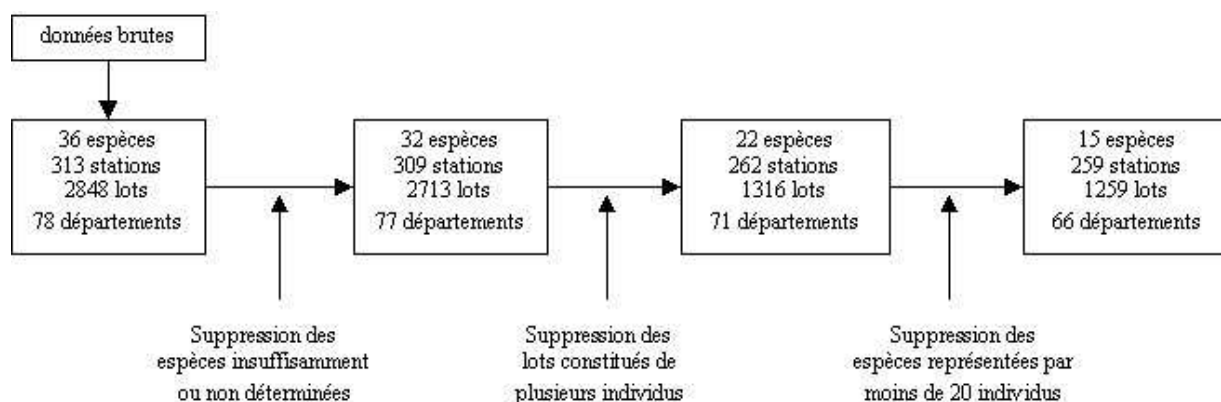 données brutes
36 espèces
313 stations
2848 lots
78 départements
32 espèces
309 stations
2713 lots
77 départements
22 espèces
262 stations
1316 lots
71 départements
15 espèces
259 stations
1259 lots
66 départements
Suppression des
espèces insuffisamment
ou non déterminées
Suppression des
lots constitués de
plusieurs individus
Suppression des
espèces représentées par
moins de 20 individus